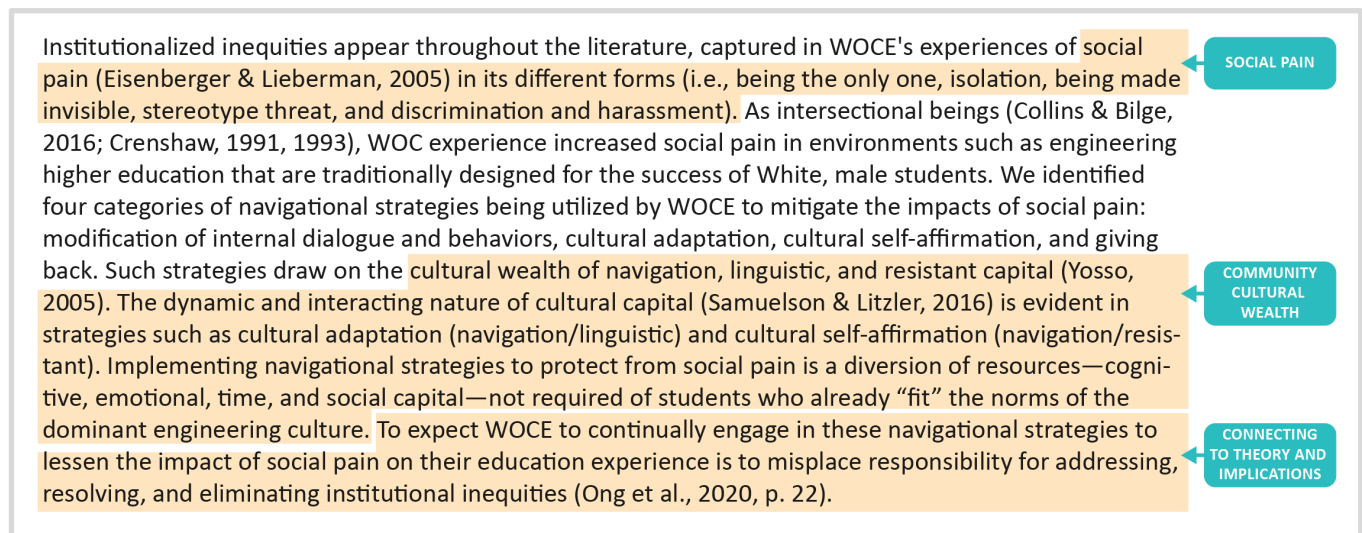 Institutionalized inequities appear throughout the literature, captured in WOCE's experiences of social
pain (Eisenberger & Lieberman, 2005) in its different forms (i.e., being the only one, isolation, being made
invisible, stereotype threat, and discrimination and harassment). As intersectional beings (Collins & Bilge,
2016; Crenshaw, 1991, 1993), WOC experience increased social pain in environments such as engineering
higher education that are traditionally designed for the success of White, male students. We identified
four categories of navigational strategies being utilized by WOCE to mitigate the impacts of social pain:
modification of internal dialogue and behaviors, cultural adaptation, cultural self-affirmation, and giving
back. Such strategies draw on the cultural wealth of navigation, linguistic, and resistant capital (Yosso,
2005). The dynamic and interacting nature of cultural capital (Samuelson & Litzler, 2016) is evident in
strategies such as cultural adaptation (navigation/linguistic) and cultural self-affirmation (navigation/resis-
tant). Implementing navigational strategies to protect from social pain is a diversion of resources—cogni-
tive, emotional, time, and social capital—not required of students who already “fit” the norms of the
dominant engineering culture. To expect WOCE to continually engage in these navigational strategies to
lessen the impact of social pain on their education experience is to misplace responsibility for addressing,
resolving, and eliminating institutional inequities (Ong et al., 2020, p. 22).
SOCIAL PAIN
COMMUNITY
CULTURAL
WEALTH
CONNECTING
TO THEORY AND
IMPLICATIONS